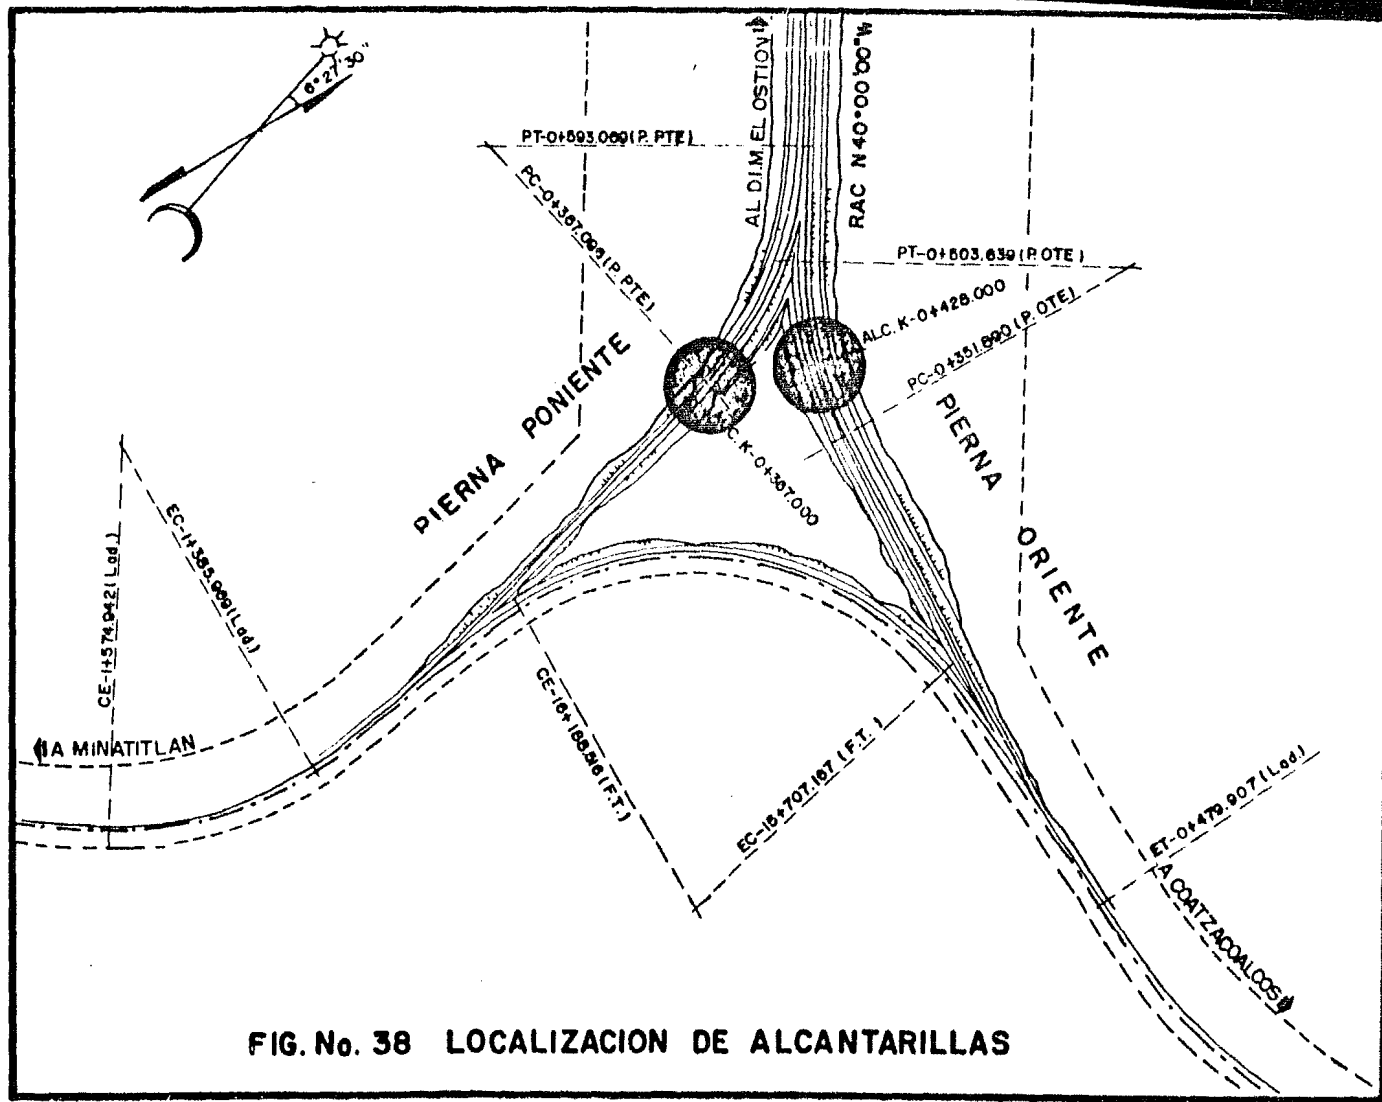 6°27'30"
AL D.I.M. EL OSTION
RAC N 40°00'00" W
PT-0+593.069 (P. PTE)
PC-0+367.096 (P. PTE)
PT-0+503.639 (P. OTE)
ALC. K-0+428.000
PC-0+351.890 (P. OTE)
PIERNA PONIENTE
C. K-0+367.000
PIERNA ORIENTE
EC-1+385.969 (Lad.)
CE-1+574.942 (Lad.)
A MINATITLAN
CE-16+188.516 (F.T.)
EC-15+707.167 (F.T.)
ET-0+479.907 (Lad.)
A COATZACOALCOS
FIG. No. 38 LOCALIZACION DE ALCANTARILLAS